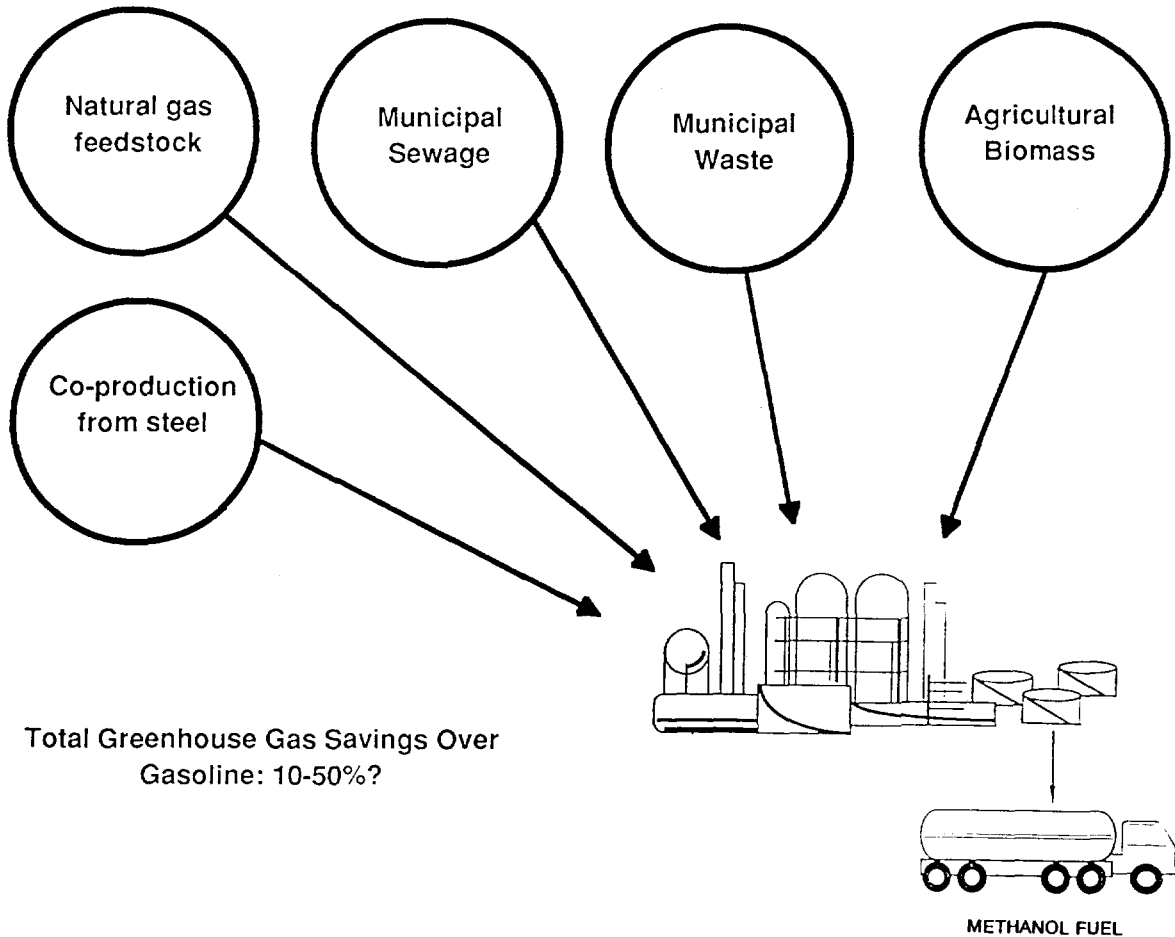 Natural gas
feedstock
Municipal
Sewage
Municipal
Waste
Agricultural
Biomass
Co-production
from steel
Total Greenhouse Gas Savings Over
Gasoline: 10-50%?
METHANOL FUEL